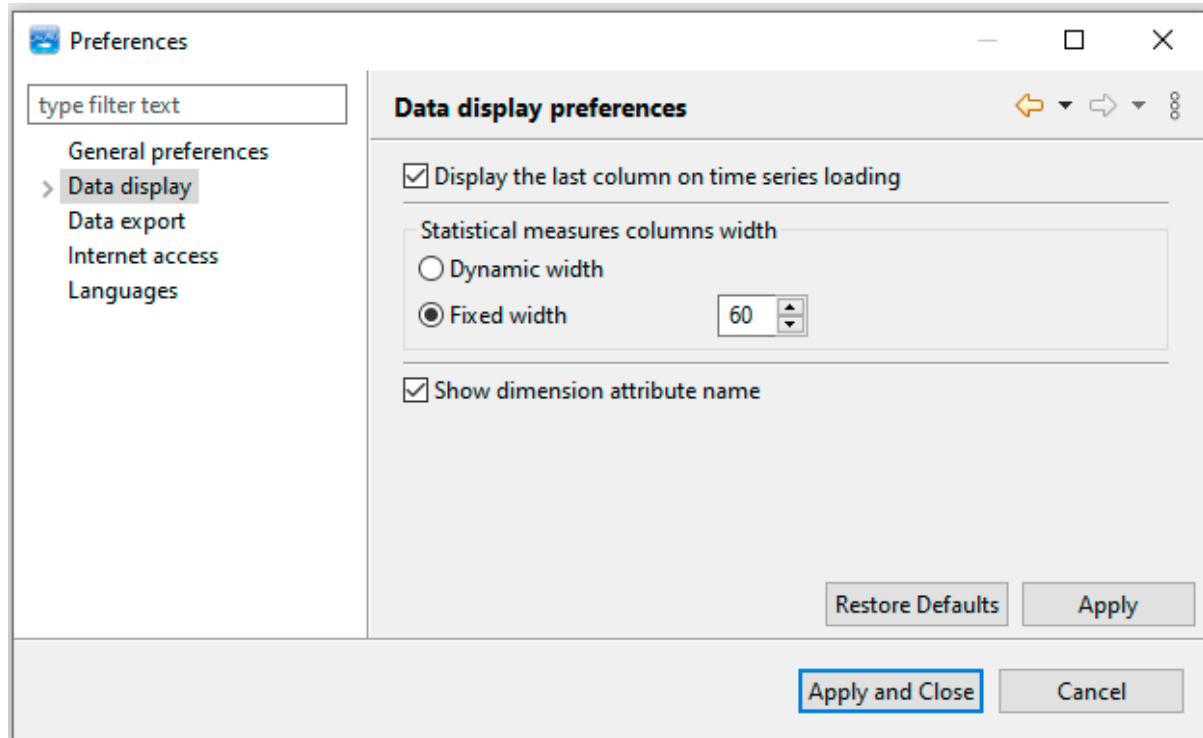 Preferences
type filter text
General preferences
Data display
Data export
Internet access
Languages
Data display preferences
Display the last column on time series loading
Statistical measures columns width
Dynamic width
Fixed width 60
Show dimension attribute name
Restore Defaults Apply
Apply and Close Cancel